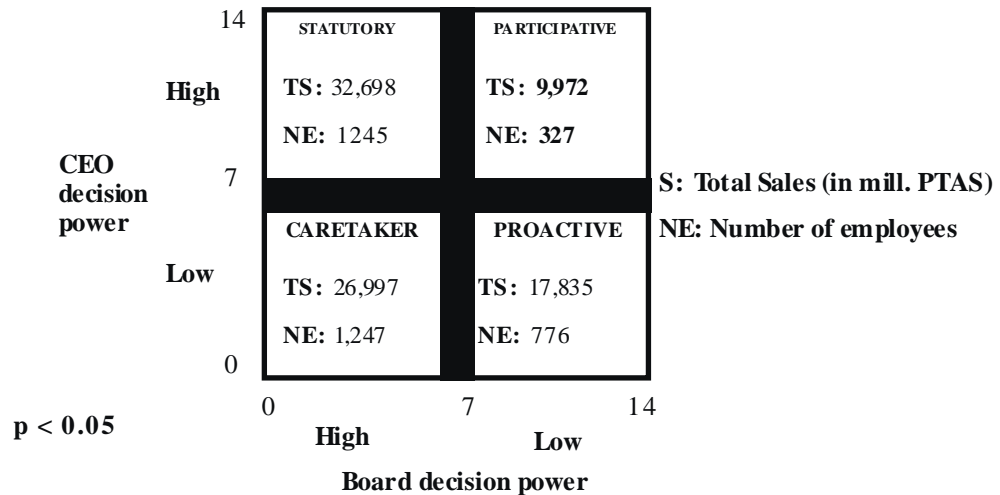 14
STATUTORY
PARTICIPATIVE
TS: 32,698
TS: 9,972
High
NE: 1245
NE: 327
CEO
decision
power
7
S: Total Sales (in mill. PTAS)
NE: Number of employees
CARETAKER
PROACTIVE
Low
TS: 26,997
TS: 17,835
NE: 1,247
NE: 776
0
0
7
14
p < 0.05
High
Low
Board decision power